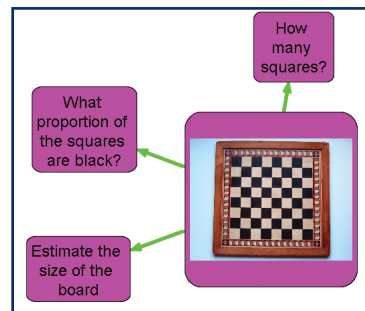 How
many
squares?
What
proportion of
the squares
are black?
Estimate the
size of the
board